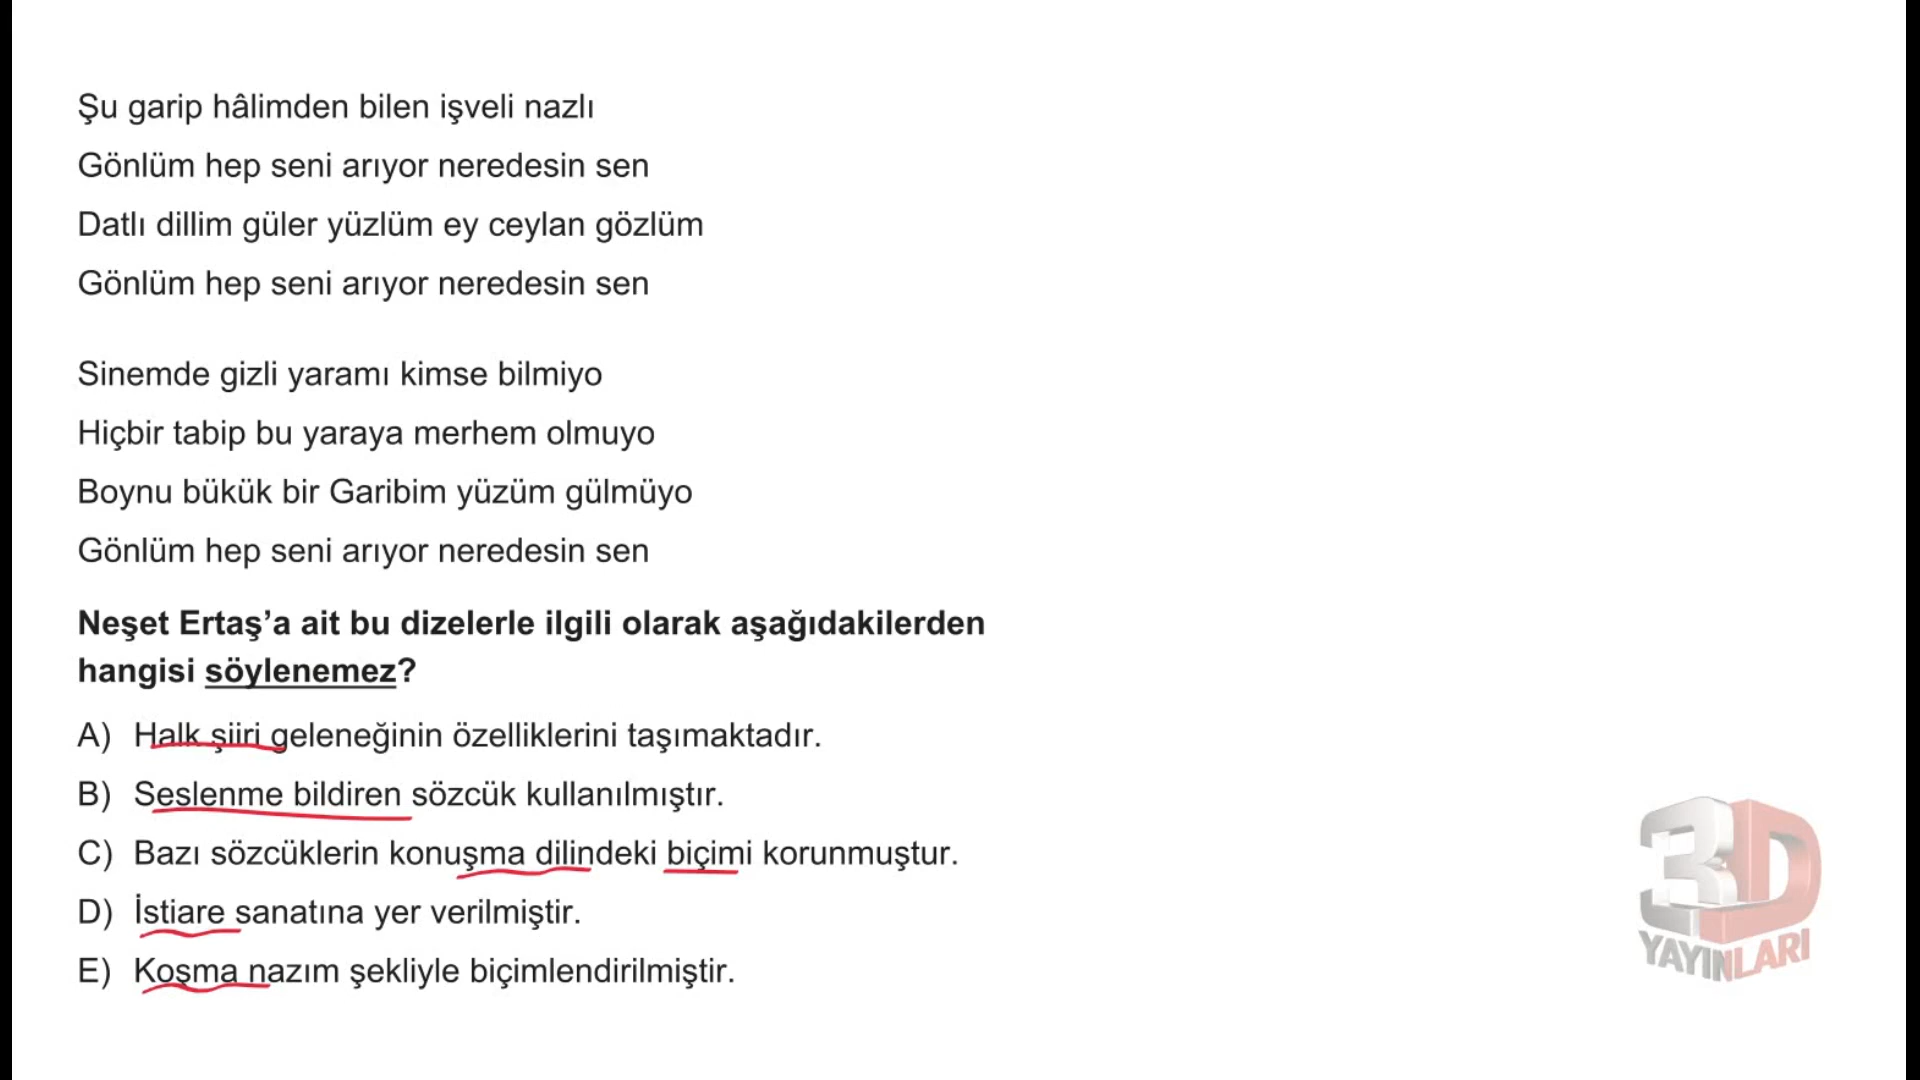 Şu garip hâlimden bilen işveli nazlı
Gönlüm hep seni arıyor neredesin sen
Datlı dillim güler yüzlüm ey ceylan gözlüm
Gönlüm hep seni arıyor neredesin sen
Sinemde gizli yaramı kimse bilmiyo
Hiçbir tabip bu yaraya merhem olmuyo
Boynu bükük bir Garibim yüzüm gülmüyo
Gönlüm hep seni arıyor neredesin sen
Neşet Ertaş’a ait bu dizelerle ilgili olarak aşağıdakilerden
hangisi söylenemez?
A) Halk şiiri geleneğinin özelliklerini taşımaktadır.
B) Seslenme bildiren sözcük kullanılmıştır.
C) Bazı sözcüklerin konuşma dilindeki biçimi korunmuştur.
D) İstiare sanatına yer verilmiştir.
E) Koşma nazım şekliyle biçimlendirilmiştir.
3D
YAYINLARI